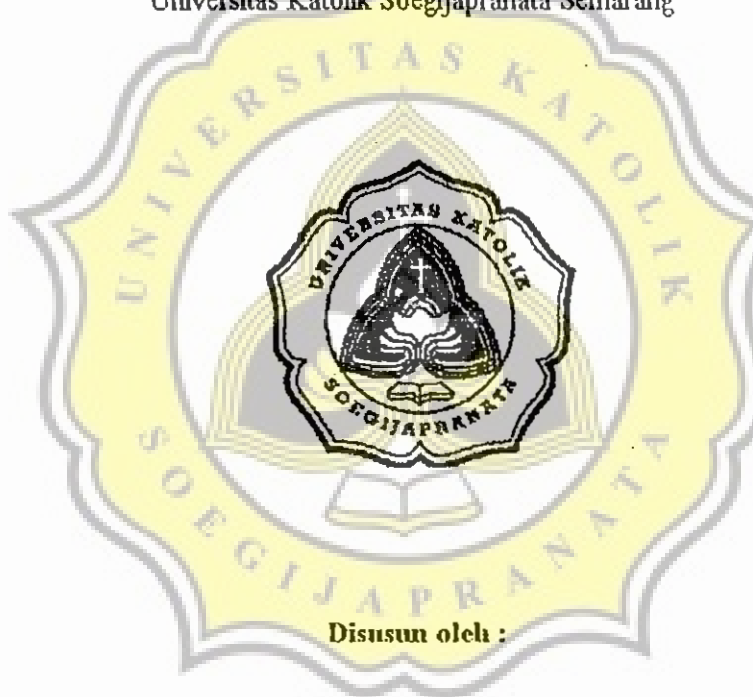 Universitas Katolik Soegijapranata Semarang
UNIVERSITAS KATOLIK
SOEGIJAPRANATA
UNIVERSITAS KATOLIK
SOEGIJAPRANATA
Disusun oleh :